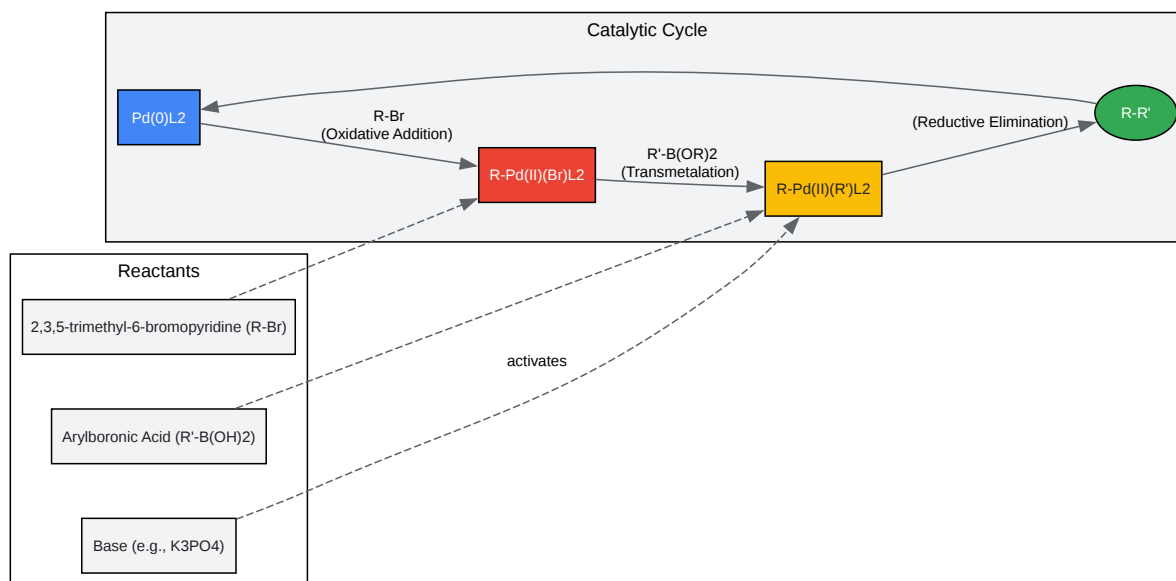 Catalytic Cycle
Pd(0)L2
R-Br
(Oxidative Addition)
R-Pd(II)(Br)L2
R'-B(OR)2
(Transmetalation)
R-Pd(II)(R')L2
(Reductive Elimination)
R-R'
Reactants
2,3,5-trimethyl-6-bromopyridine (R-Br)
Arylboronic Acid (R'-B(OH)2)
activates
Base (e.g., K3PO4)